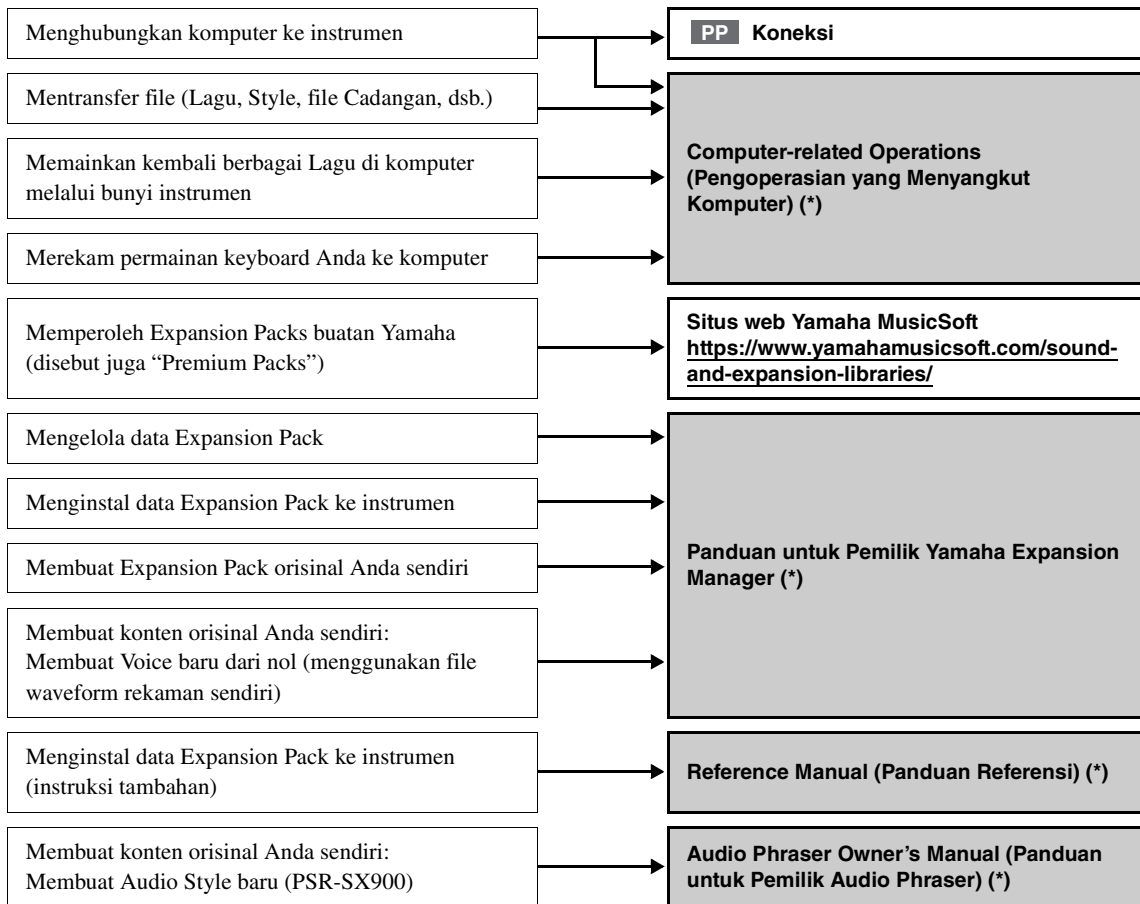 Menghubungkan komputer ke instrumen
PP Koneksi
Mentransfer file (Lagu, Style, file Cadangan, dsb.)
Memainkan kembali berbagai Lagu di komputer
melalui bunyi instrumen
Merekam permainan keyboard Anda ke komputer
Computer-related Operations
(Pengoperasian yang Menyangkut
Komputer) (*)
Memperoleh Expansion Packs buatan Yamaha
(disebut juga “Premium Packs”)
Situs web Yamaha MusicSoft
https://www.yamahamusicsoft.com/sound-
and-expansion-libraries/
Mengelola data Expansion Pack
Menginstal data Expansion Pack ke instrumen
Membuat Expansion Pack orisinal Anda sendiri
Membuat konten orisinal Anda sendiri:
Membuat Voice baru dari nol (menggunakan file
waveform rekaman sendiri)
Panduan untuk Pemilik Yamaha Expansion
Manager (*)
Menginstal data Expansion Pack ke instrumen
(instruksi tambahan)
Reference Manual (Panduan Referensi) (*)
Membuat konten orisinal Anda sendiri:
Membuat Audio Style baru (PSR-SX900)
Audio Phraser Owner’s Manual (Panduan
untuk Pemilik Audio Phraser) (*)